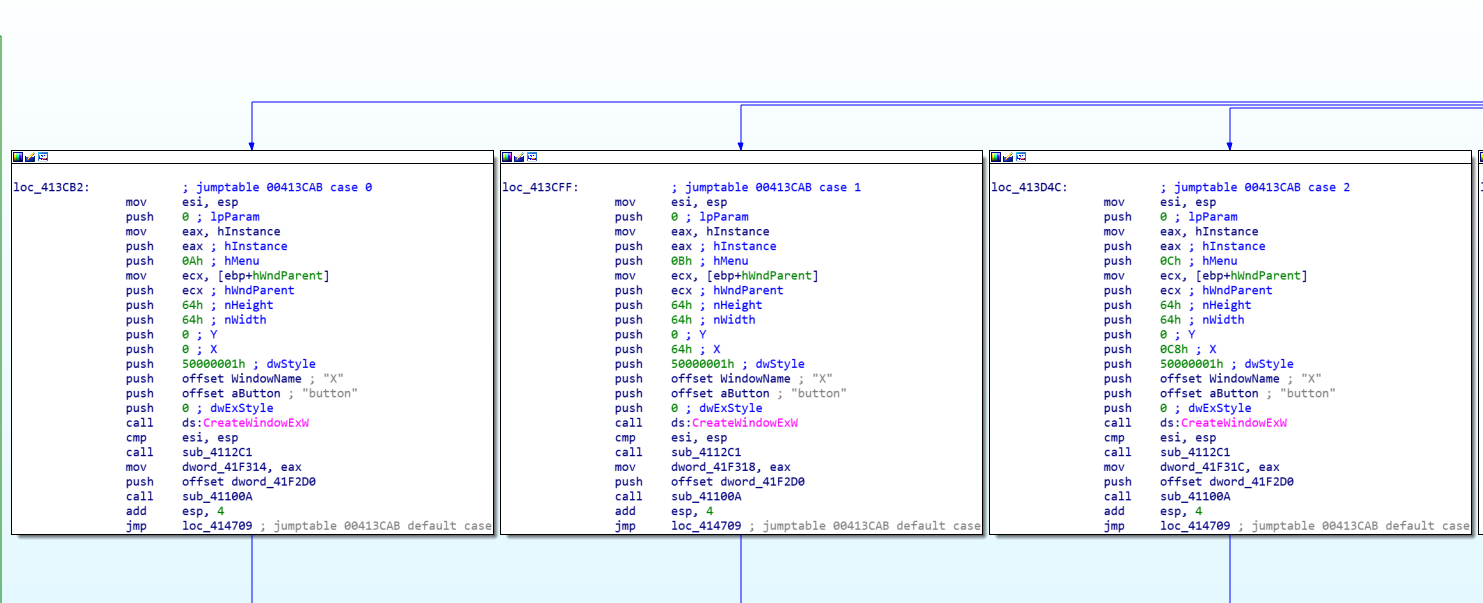 loc_413CB2: ; jumptable 00413CAB case 0
mov esi, esp
push 0 ; lpParam
mov eax, hInstance
push eax ; hInstance
push 0Ah ; hMenu
mov ecx, [ebp+hWndParent]
push ecx ; hWndParent
push 64h ; nHeight
push 64h ; nWidth
push 0 ; Y
push 0 ; X
push 50000001h ; dwStyle
push offset WindowName ; "X"
push offset aButton ; "button"
push 0 ; dwExStyle
call ds:CreateWindowExW
cmp esi, esp
call sub_4112C1
mov dword_41F314, eax
push offset dword_41F2D0
call sub_41100A
add esp, 4
jmp loc_414709 ; jumptable 00413CAB default case
loc_413CFF: ; jumptable 00413CAB case 1
mov esi, esp
push 0 ; lpParam
mov eax, hInstance
push eax ; hInstance
push 0Bh ; hMenu
mov ecx, [ebp+hWndParent]
push ecx ; hWndParent
push 64h ; nHeight
push 64h ; nWidth
push 0 ; Y
push 64h ; X
push 50000001h ; dwStyle
push offset WindowName ; "X"
push offset aButton ; "button"
push 0 ; dwExStyle
call ds:CreateWindowExW
cmp esi, esp
call sub_4112C1
mov dword_41F318, eax
push offset dword_41F2D0
call sub_41100A
add esp, 4
jmp loc_414709 ; jumptable 00413CAB default case
loc_413D4C: ; jumptable 00413CAB case 2
mov esi, esp
push 0 ; lpParam
mov eax, hInstance
push eax ; hInstance
push 0Ch ; hMenu
mov ecx, [ebp+hWndParent]
push ecx ; hWndParent
push 64h ; nHeight
push 64h ; nWidth
push 0 ; Y
push 0C8h ; X
push 50000001h ; dwStyle
push offset WindowName ; "X"
push offset aButton ; "button"
push 0 ; dwExStyle
call ds:CreateWindowExW
cmp esi, esp
call sub_4112C1
mov dword_41F31C, eax
push offset dword_41F2D0
call sub_41100A
add esp, 4
jmp loc_414709 ; jumptable 00413CAB default case